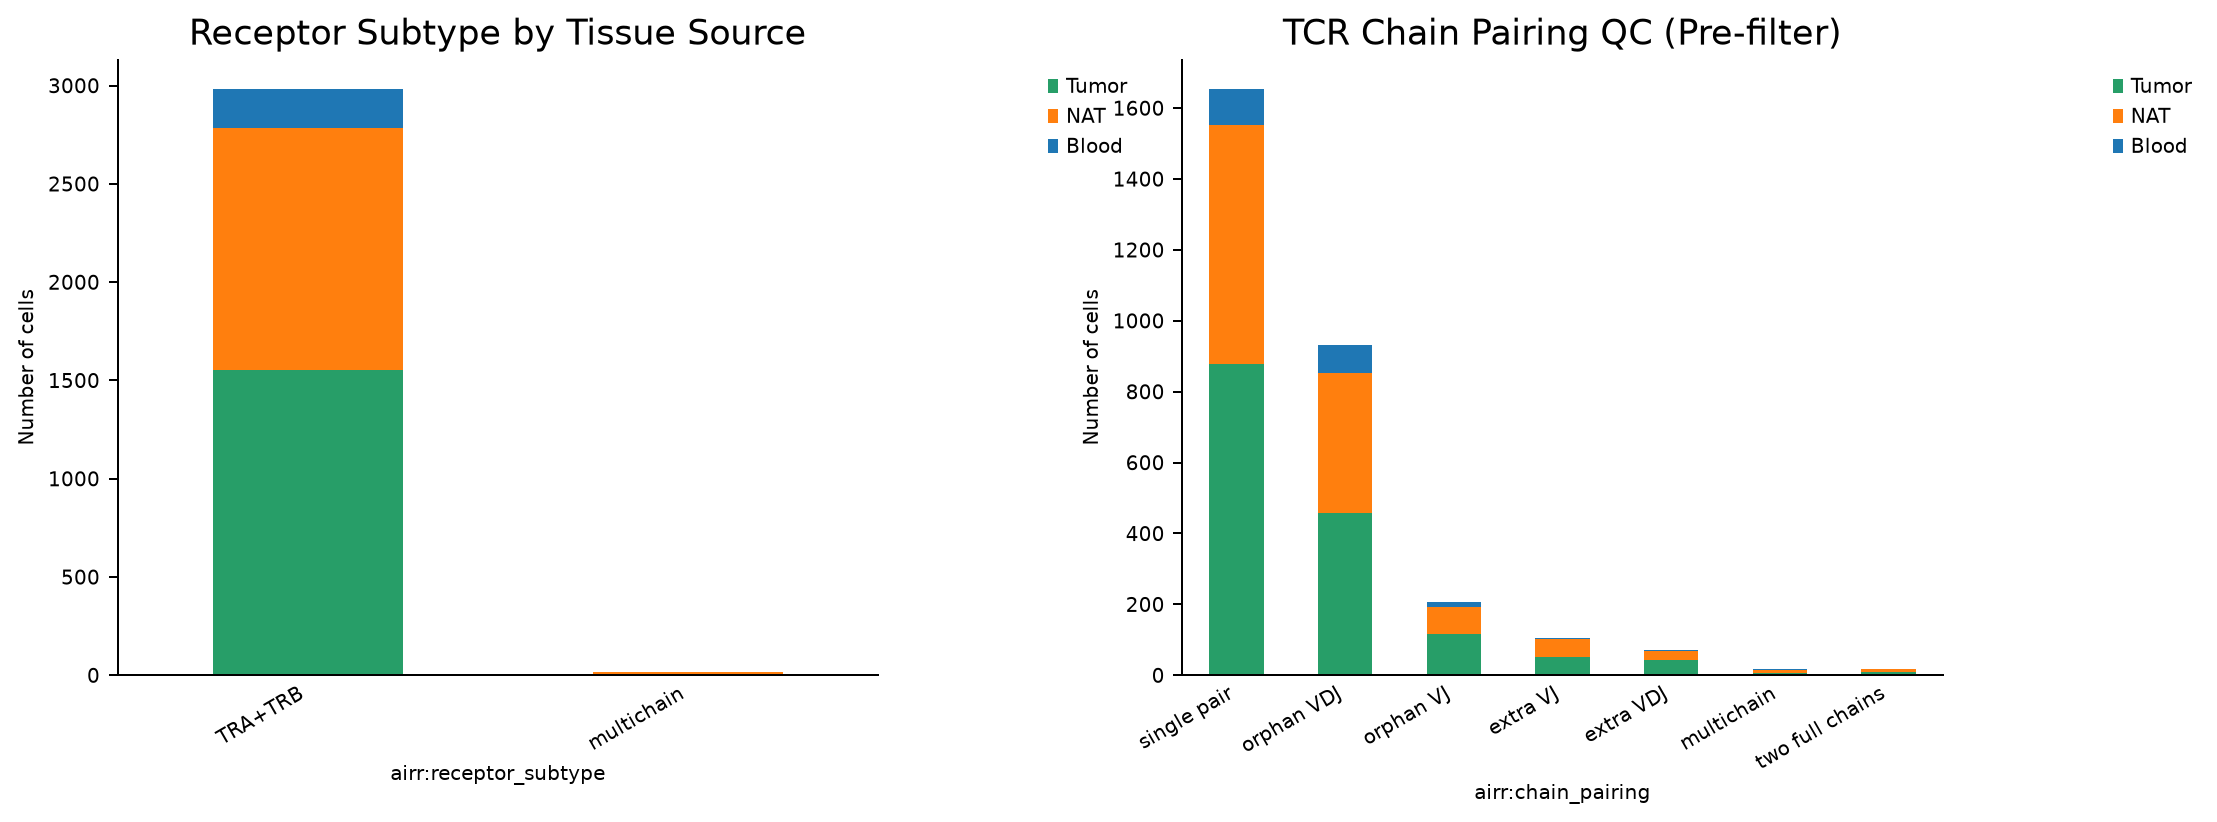 Receptor Subtype by Tissue Source
Number of cells
3000
2500
2000
1500
1000
500
0
TRA+TRB
multichain
airr:receptor_subtype
Tumor
NAT
Blood
TCR Chain Pairing QC (Pre-filter)
Number of cells
1600
1400
1200
1000
800
600
400
200
0
single pair
orphan VDJ
orphan VJ
extra VJ
extra VDJ
multichain
two full chains
airr:chain_pairing
Tumor
NAT
Blood